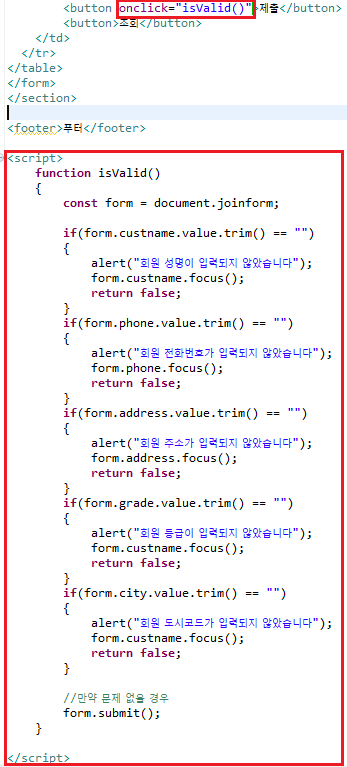 <button onclick="isValid()">제출</button>
<button>조회</button>
</td>
</tr>
</table>
</form>
</section>
<footer>푸터</footer>
<script>
function isValid()
{
const form = document.joinform;
if(form.custname.value.trim() == "")
{
alert("회원 성명이 입력되지 않았습니다");
form.custname.focus();
return false;
}
if(form.phone.value.trim() == "")
{
alert("회원 전화번호가 입력되지 않았습니다");
form.phone.focus();
return false;
}
if(form.address.value.trim() == "")
{
alert("회원 주소가 입력되지 않았습니다");
form.address.focus();
return false;
}
if(form.grade.value.trim() == "")
{
alert("회원 등급이 입력되지 않았습니다");
form.custname.focus();
return false;
}
if(form.city.value.trim() == "")
{
alert("회원 도시코드가 입력되지 않았습니다");
form.custname.focus();
return false;
}
//만약 문제 없을 경우
form.submit();
}
</script>